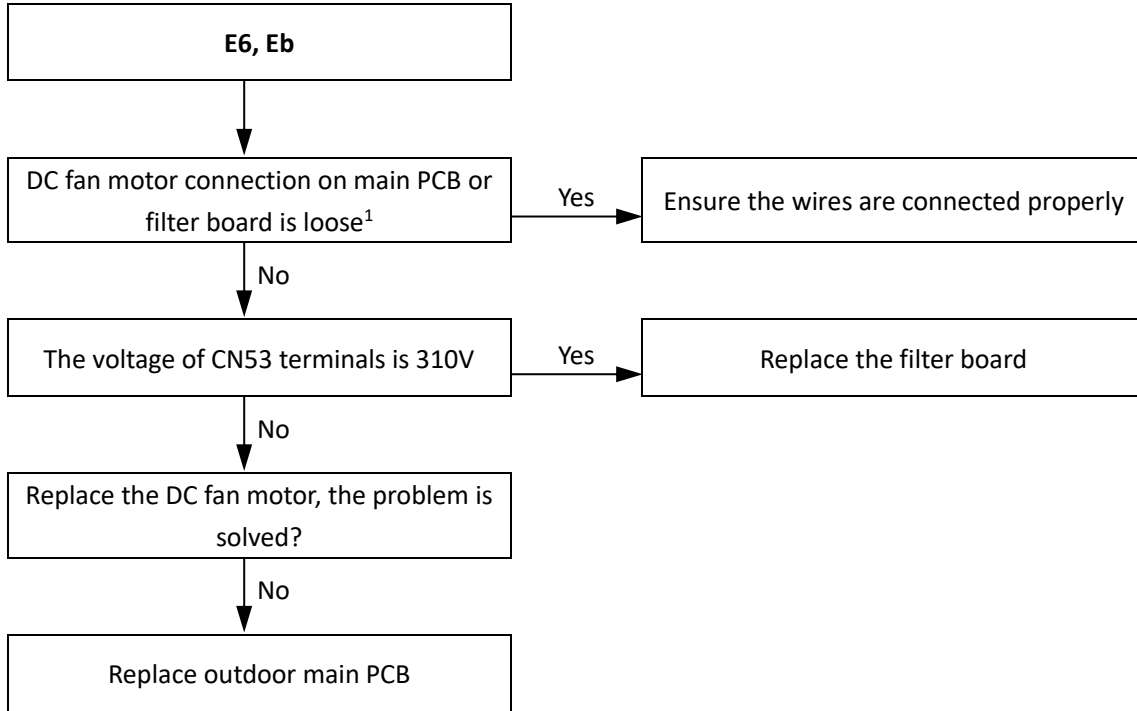 E6, Eb
DC fan motor connection on main PCB or
filter board is loose¹
Yes
Ensure the wires are connected properly
No
The voltage of CN53 terminals is 310V
Yes
Replace the filter board
No
Replace the DC fan motor, the problem is
solved?
No
Replace outdoor main PCB